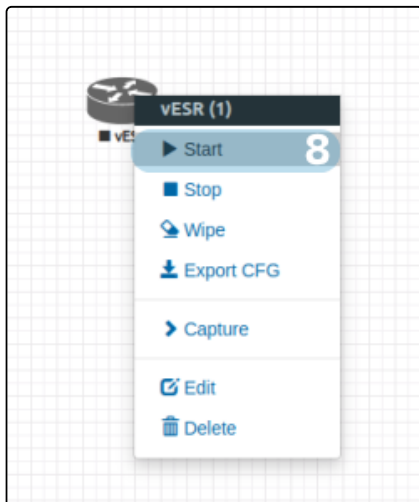 vESR (1)
Start 8
Stop
Wipe
Export CFG
Capture
Edit
Delete